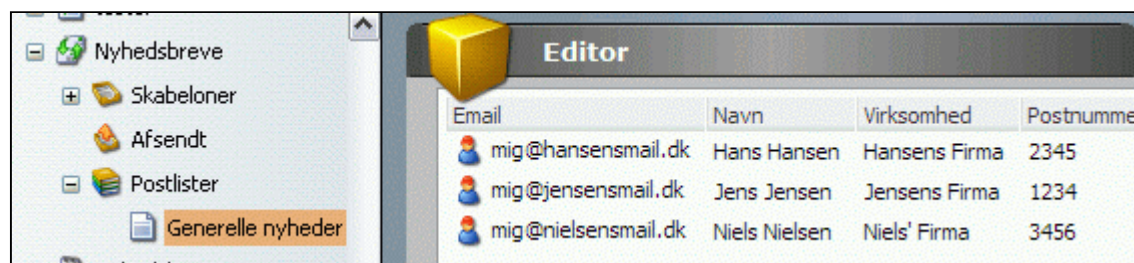 Nyhedsbreve
Skabeloner
Afsendt
Postlister
Generelle nyheder
Editor
Email Navn Virksomhed Postnumme
mig@hansensmail.dk Hans Hansen Hansens Firma 2345
mig@jensensmail.dk Jens Jensen Jensens Firma 1234
mig@nielsensmail.dk Niels Nielsen Niels' Firma 3456